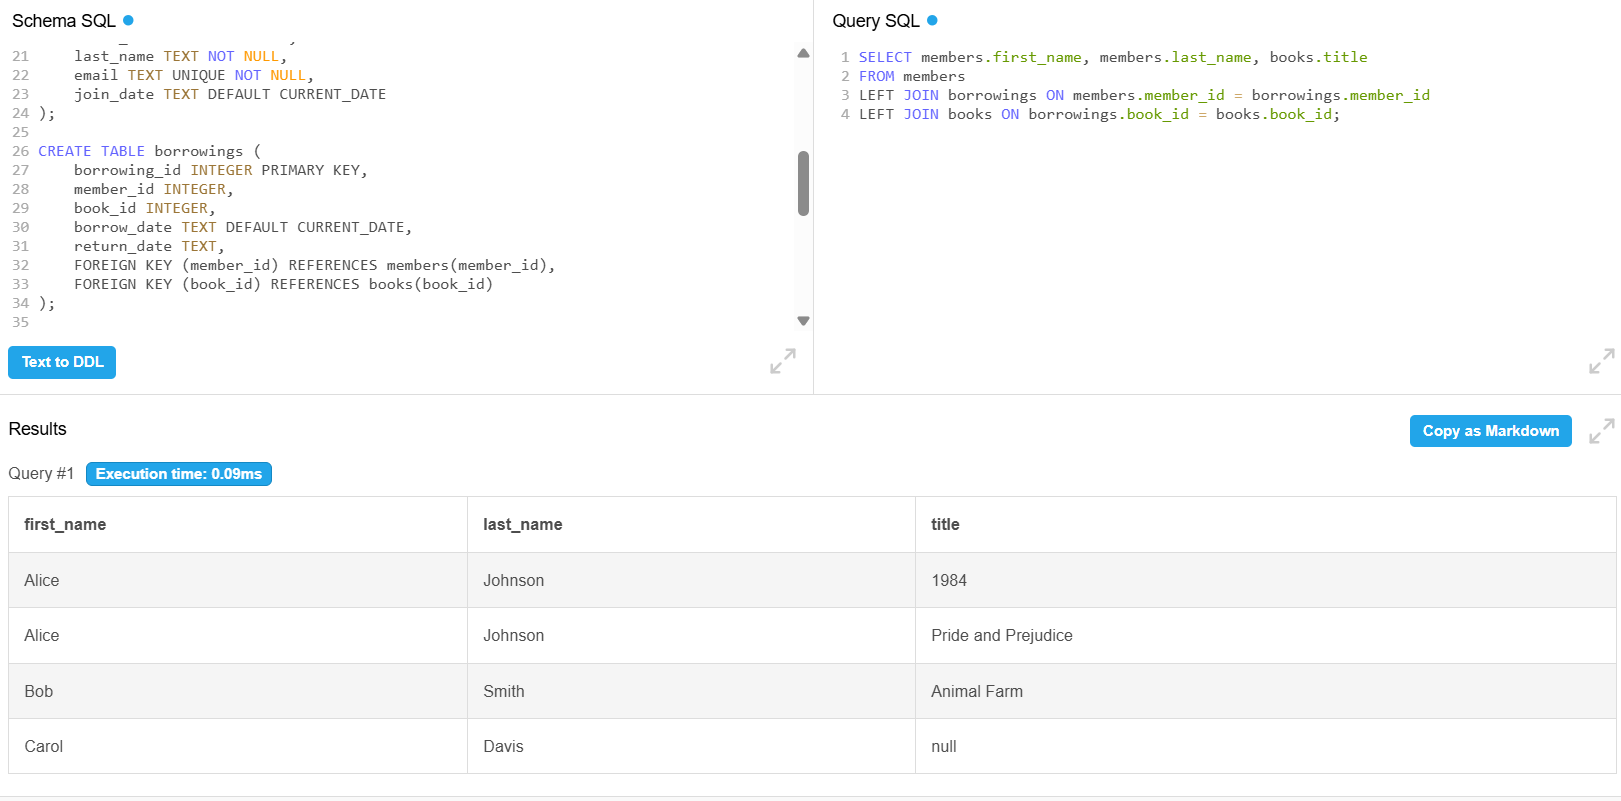 Schema SQL
21 last_name TEXT NOT NULL,
22 email TEXT UNIQUE NOT NULL,
23 join_date TEXT DEFAULT CURRENT_DATE
24 );
25
26 CREATE TABLE borrowings (
27 borrowing_id INTEGER PRIMARY KEY,
28 member_id INTEGER,
29 book_id INTEGER,
30 borrow_date TEXT DEFAULT CURRENT_DATE,
31 return_date TEXT,
32 FOREIGN KEY (member_id) REFERENCES members(member_id),
33 FOREIGN KEY (book_id) REFERENCES books(book_id)
34 );
35
Text to DDL
Query SQL
1 SELECT members.first_name, members.last_name, books.title
2 FROM members
3 LEFT JOIN borrowings ON members.member_id = borrowings.member_id
4 LEFT JOIN books ON borrowings.book_id = books.book_id;
Results
Copy as Markdown
Query #1 Execution time: 0.09ms
first_name last_name title
Alice Johnson 1984
Alice Johnson Pride and Prejudice
Bob Smith Animal Farm
Carol Davis null